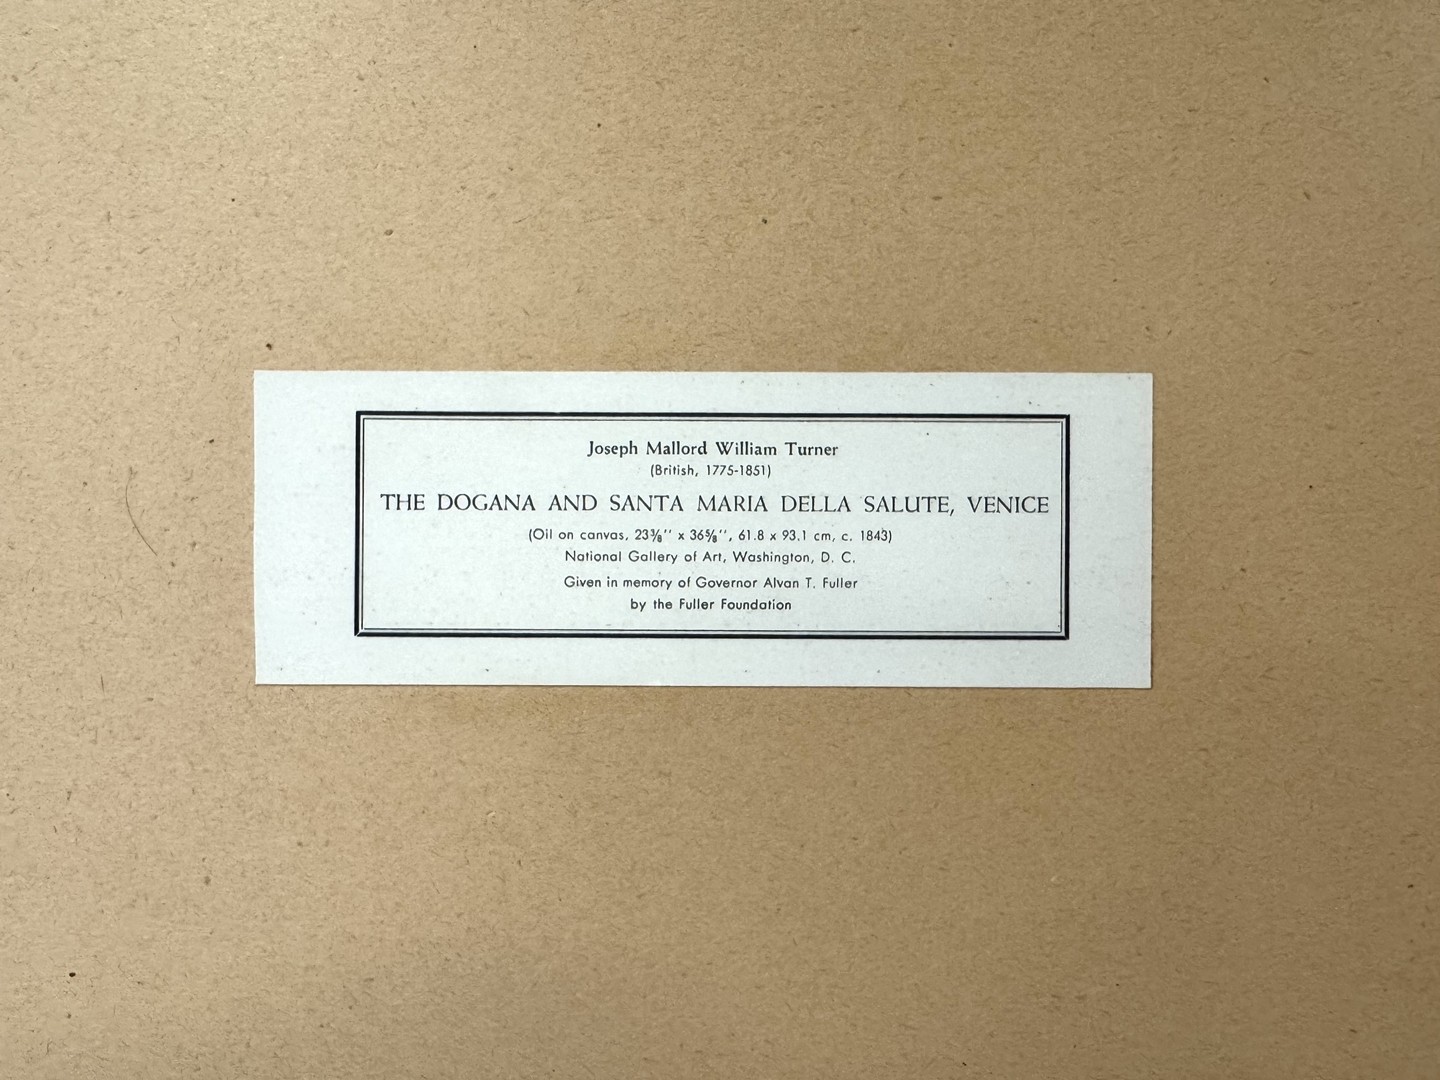 Joseph Mallord William Turner
(British, 1775-1851)
THE DOGANA AND SANTA MARIA DELLA SALUTE, VENICE
(Oil on canvas, 23⅜'' x 36⅝'', 61.8 x 93.1 cm, c. 1843)
National Gallery of Art, Washington, D. C.
Given in memory of Governor Alvan T. Fuller
by the Fuller Foundation